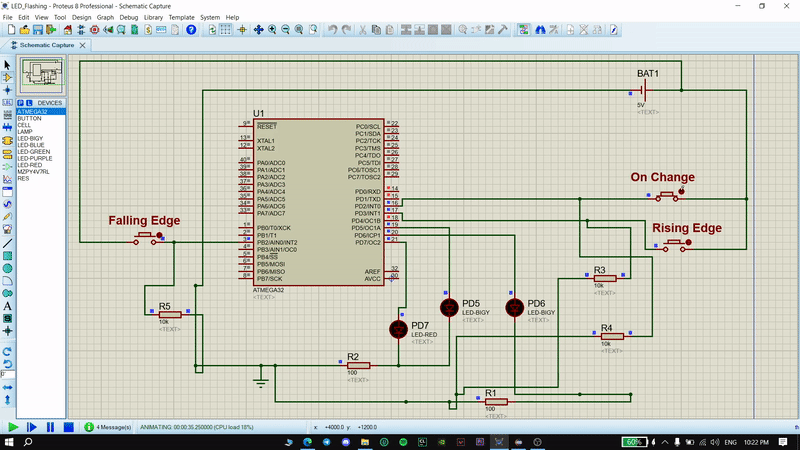 LED_Flashing - Proteus 8 Professional - Schematic Capture
File Edit View Tool Design Graph Debug Library Template System Help
Schematic Capture
P L DEVICES
ATMEGA32
BUTTON
CELL
LAMP
LED-BIGY
LED-BLUE
LED-GREEN
LED-PURPLE
LED-RED
MZPY4V7RL
RES
BAT1
5V
<TEXT>
U1
9 RESET
13 XTAL1
12 XTAL2
40 PA0/ADC0
39 PA1/ADC1
38 PA2/ADC2
37 PA3/ADC3
36 PA4/ADC4
35 PA5/ADC5
34 PA6/ADC6
33 PA7/ADC7
1 PB0/T0/XCK
2 PB1/T1
3 PB2/AIN0/INT2
4 PB3/AIN1/OC0
5 PB4/SS
6 PB5/MOSI
7 PB6/MISO
8 PB7/SCK
PC0/SCL 22
PC1/SDA 23
PC2/TCK 24
PC3/TMS 25
PC4/TDO 26
PC5/TDI 27
PC6/TOSC1 28
PC7/TOSC2 29
PD0/RXD 14
PD1/TXD 15
PD2/INT0 16
PD3/INT1 17
PD4/OC1B 18
PD5/OC1A 19
PD6/ICP1 20
PD7/OC2 21
AREF 32
AVCC 30
ATMEGA32
<TEXT>
On Change
Falling Edge
Rising Edge
R3
10k
<TEXT>
R5
10k
<TEXT>
PD5
LED-BIGY
<TEXT>
PD6
LED-BIGY
<TEXT>
PD7
LED-RED
<TEXT>
R4
10k
<TEXT>
R2
100
<TEXT>
R1
100
<TEXT>
0°
4 Message(s)
ANIMATING: 00:00:35.250000 (CPU load 18%)
x: +4000.0 y: +1200.0
th
60%
ENG
10:22 PM